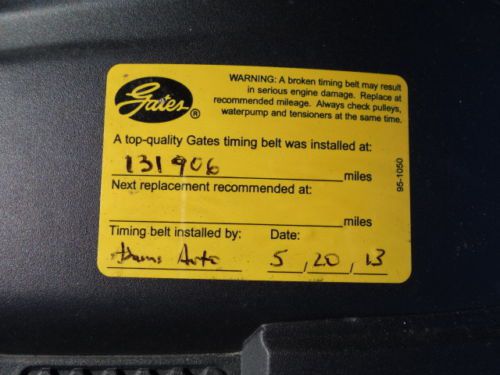 Gates ®
WARNING: A broken timing belt may result
in serious engine damage. Replace at
recommended mileage. Always check pulleys,
waterpump and tensioners at the same time.
A top-quality Gates timing belt was installed at:
131906 miles
Next replacement recommended at:
miles
Timing belt installed by: Date:
Auto 5, 20, 13
95-1050